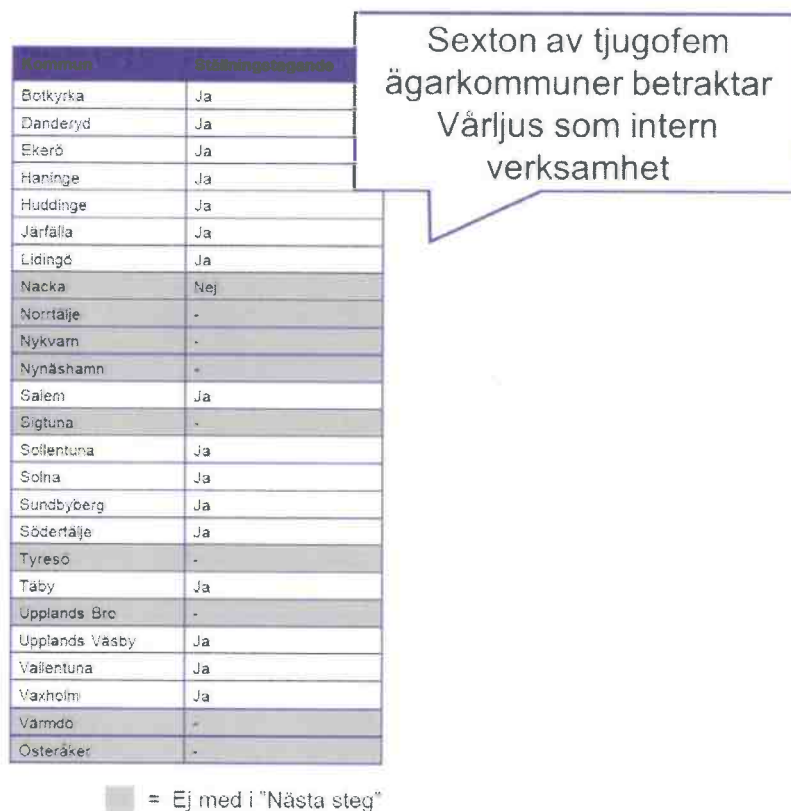 Sexton av tjugofem
ägarkommuner betraktar
Vårljus som intern
verksamhet
Kommun Ställningstagande
Botkyrka Ja
Danderyd Ja
Ekerö Ja
Haninge Ja
Huddinge Ja
Järfälla Ja
Lidingö Ja
Nacka Nej
Norrtälje -
Nykvarn -
Nynäshamn -
Salem Ja
Sigtuna -
Sollentuna Ja
Solna Ja
Sundbyberg Ja
Södertälje Ja
Tyresö -
Täby Ja
Upplands Bro -
Upplands Väsby Ja
Vallentuna Ja
Vaxholm Ja
Värmdö -
Österåker -
= Ej med i "Nästa steg"